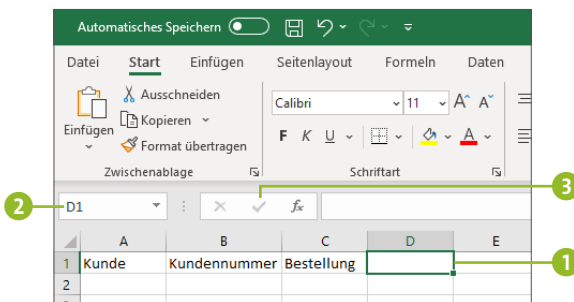 Automatisches Speichern
Datei Start Einfügen Seitenlayout Formeln Daten
Ausschneiden
Calibri 11 A A
Einfügen
Kopieren
F K U A
Format übertragen
Zwischenablage Schriftart
3
2 D1 fx
A B C D E
1 Kunde Kundennummer Bestellung 1
2